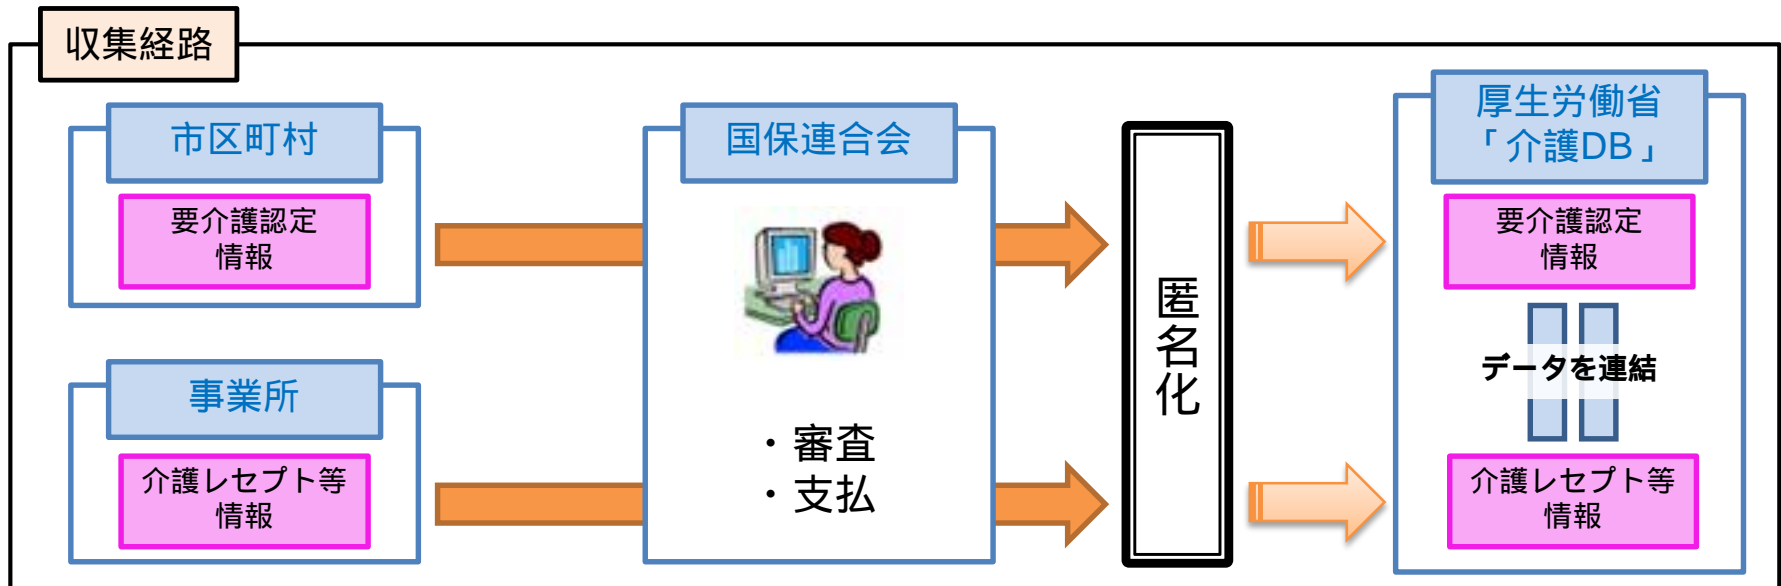 収集経路
市区町村
要介護認定
情報
事業所
介護レセプト等
情報
国保連合会
・審査
・支払
匿名化
厚生労働省
「介護DB」
要介護認定
情報
データを連結
介護レセプト等
情報